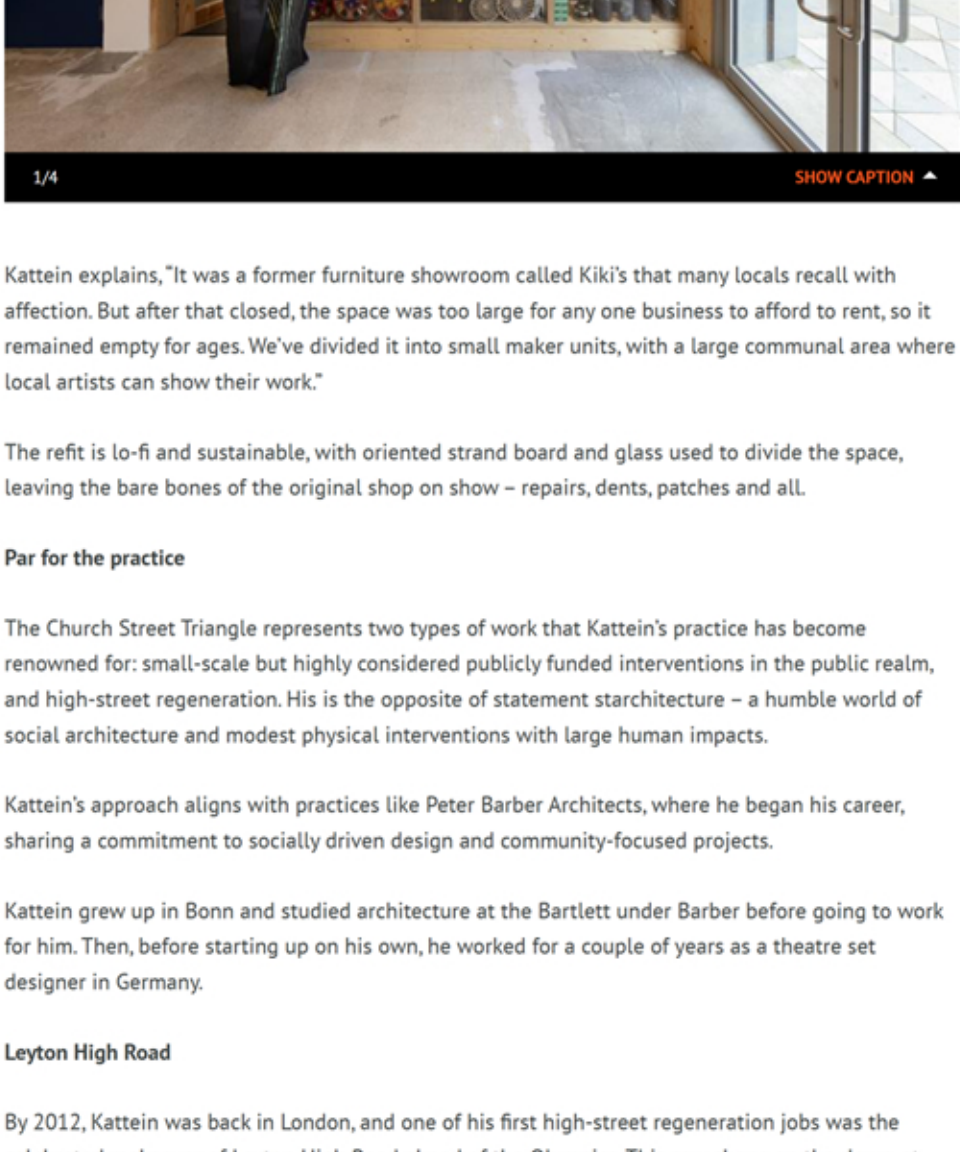 1/4
SHOW CAPTION
Kattein explains, “It was a former furniture showroom called Kiki’s that many locals recall with
affection. But after that closed, the space was too large for any one business to afford to rent, so it
remained empty for ages. We’ve divided it into small maker units, with a large communal area where
local artists can show their work.”
The refit is lo-fi and sustainable, with oriented strand board and glass used to divide the space,
leaving the bare bones of the original shop on show – repairs, dents, patches and all.
Par for the practice
The Church Street Triangle represents two types of work that Kattein’s practice has become
renowned for: small-scale but highly considered publicly funded interventions in the public realm,
and high-street regeneration. His is the opposite of statement starchitecture – a humble world of
social architecture and modest physical interventions with large human impacts.
Kattein’s approach aligns with practices like Peter Barber Architects, where he began his career,
sharing a commitment to socially driven design and community-focused projects.
Kattein grew up in Bonn and studied architecture at the Bartlett under Barber before going to work
for him. Then, before starting up on his own, he worked for a couple of years as a theatre set
designer in Germany.
Leyton High Road
By 2012, Kattein was back in London, and one of his first high-street regeneration jobs was the